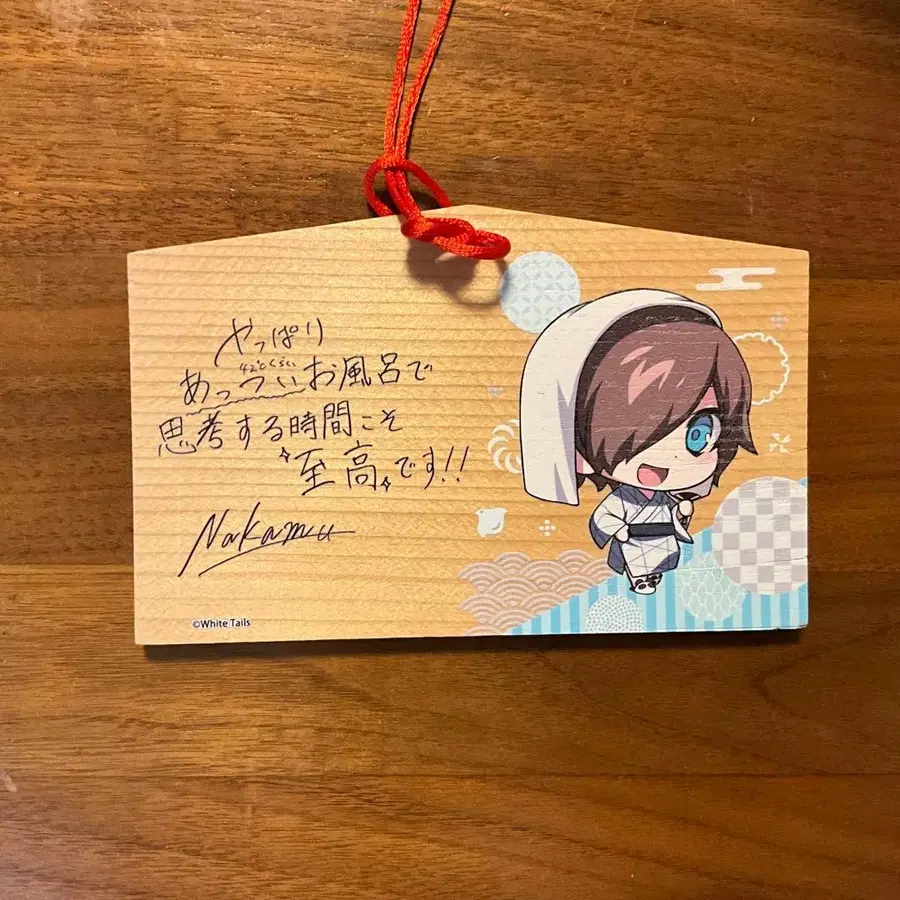 やっぱり
42℃くらい
あっつぃお風呂で
思考する時間こそ
至高です!!
Nakamu
©White Tails